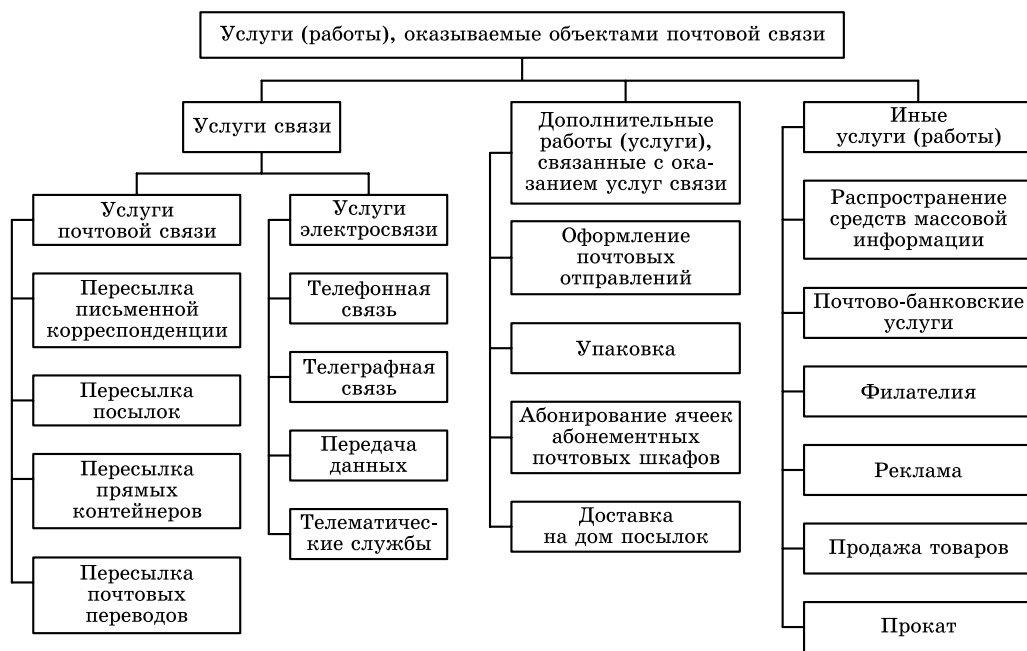 Услуги (работы), оказываемые объектами почтовой связи
Услуги связи
Услуги
почтовой связи
Пересылка
письменной
корреспонденции
Пересылка
посылок
Пересылка
прямых
контейнеров
Пересылка
почтовых
переводов
Услуги
электросвязи
Телефонная
связь
Телеграфная
связь
Передача
данных
Телематичес-
кие службы
Дополнительные
работы (услуги),
связанные с ока-
занием услуг связи
Оформление
почтовых
отправлений
Упаковка
Абонирование ячеек
абонементных
почтовых шкафов
Доставка
на дом посылок
Иные
услуги (работы)
Распространение
средств массовой
информации
Почтово-банковские
услуги
Филателия
Реклама
Продажа товаров
Прокат